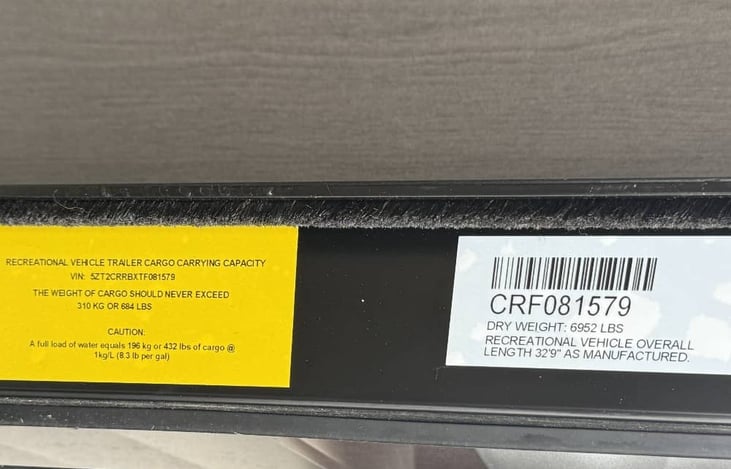 RECREATIONAL VEHICLE TRAILER CARGO CARRYING CAPACITY
VIN: 5ZT2CRRBXTF081579
THE WEIGHT OF CARGO SHOULD NEVER EXCEED
310 KG OR 684 LBS
CAUTION:
A full load of water equals 196 kg or 432 lbs of cargo @
1kg/L (8.3 lb per gal)
CRF081579
DRY WEIGHT: 6952 LBS
RECREATIONAL VEHICLE OVERALL
LENGTH 32'9" AS MANUFACTURED.